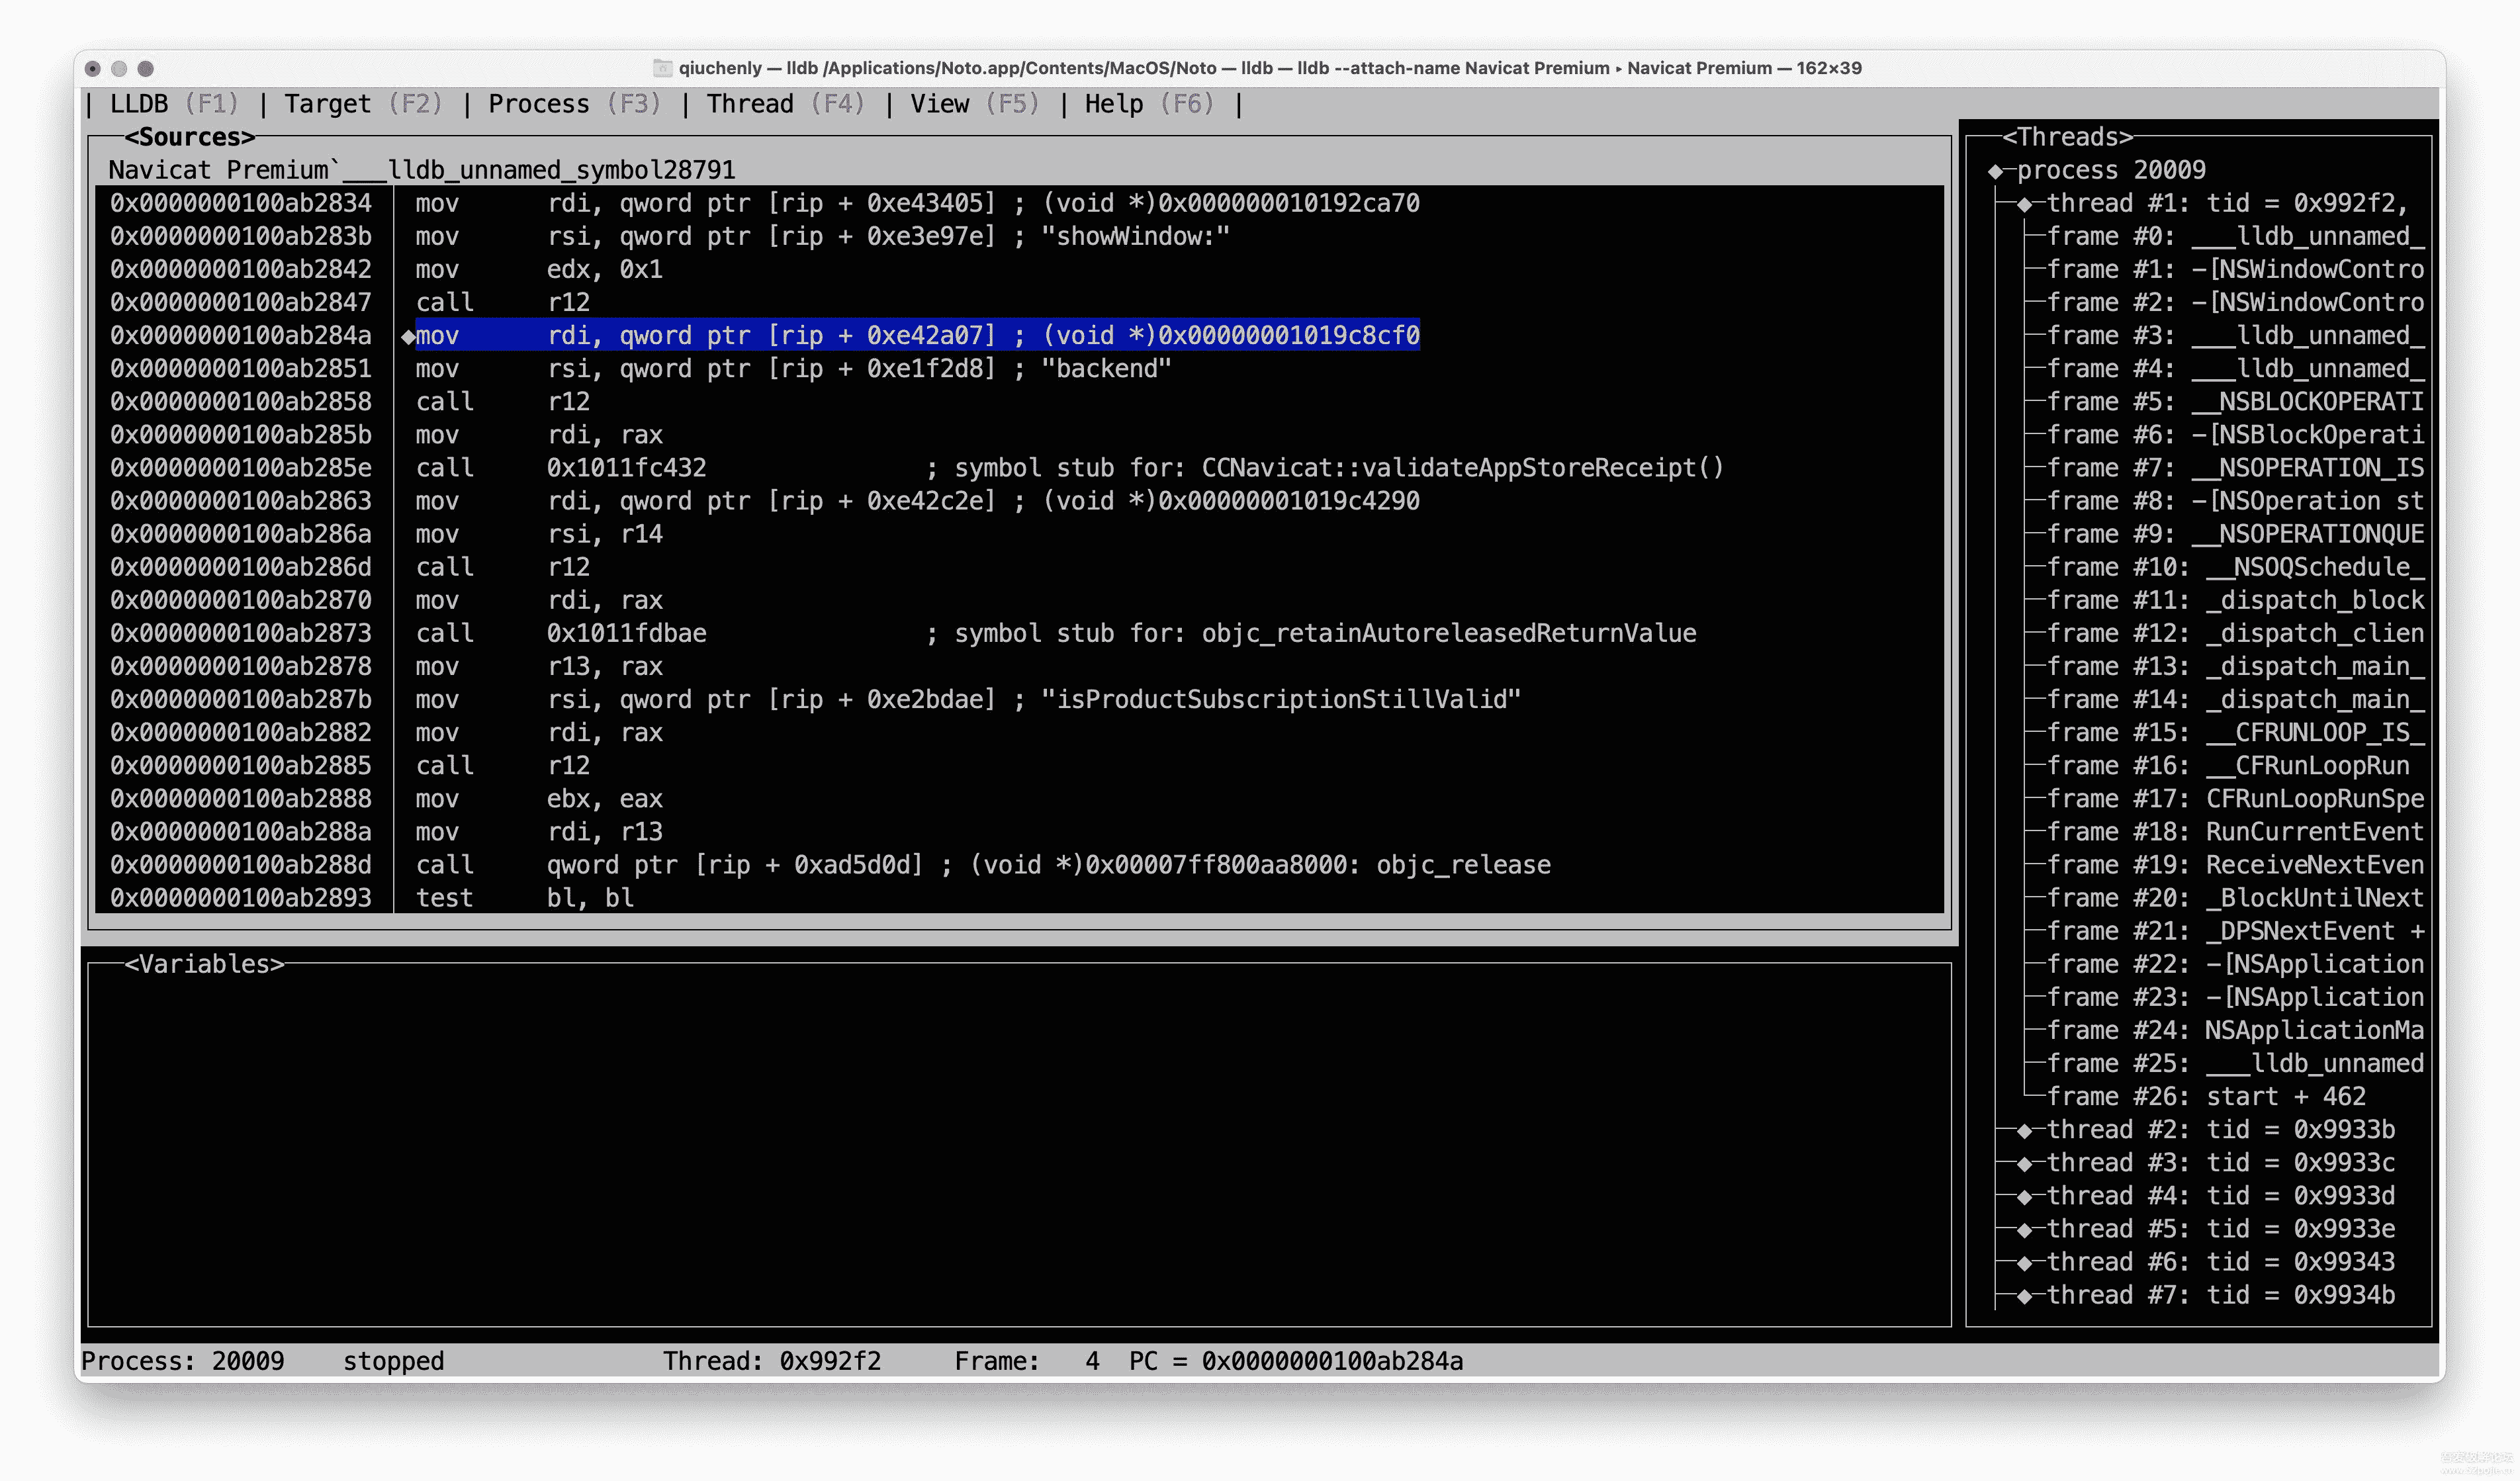 qiuchenly — lldb /Applications/Noto.app/Contents/MacOS/Noto — lldb — lldb --attach-name Navicat Premium ▸ Navicat Premium — 162×39
| LLDB (F1) | Target (F2) | Process (F3) | Thread (F4) | View (F5) | Help (F6) |
<Sources>
Navicat Premium`___lldb_unnamed_symbol28791
0x0000000100ab2834 mov rdi, qword ptr [rip + 0xe43405] ; (void *)0x000000010192ca70
0x0000000100ab283b mov rsi, qword ptr [rip + 0xe3e97e] ; "showWindow:"
0x0000000100ab2842 mov edx, 0x1
0x0000000100ab2847 call r12
0x0000000100ab284a ◆mov rdi, qword ptr [rip + 0xe42a07] ; (void *)0x00000001019c8cf0
0x0000000100ab2851 mov rsi, qword ptr [rip + 0xe1f2d8] ; "backend"
0x0000000100ab2858 call r12
0x0000000100ab285b mov rdi, rax
0x0000000100ab285e call 0x1011fc432 ; symbol stub for: CCNavicat::validateAppStoreReceipt()
0x0000000100ab2863 mov rdi, qword ptr [rip + 0xe42c2e] ; (void *)0x00000001019c4290
0x0000000100ab286a mov rsi, r14
0x0000000100ab286d call r12
0x0000000100ab2870 mov rdi, rax
0x0000000100ab2873 call 0x1011fdbae ; symbol stub for: objc_retainAutoreleasedReturnValue
0x0000000100ab2878 mov r13, rax
0x0000000100ab287b mov rsi, qword ptr [rip + 0xe2bdae] ; "isProductSubscriptionStillValid"
0x0000000100ab2882 mov rdi, rax
0x0000000100ab2885 call r12
0x0000000100ab2888 mov ebx, eax
0x0000000100ab288a mov rdi, r13
0x0000000100ab288d call qword ptr [rip + 0xad5d0d] ; (void *)0x00007ff800aa8000: objc_release
0x0000000100ab2893 test bl, bl
<Variables>
<Threads>
◆─process 20009
◆─thread #1: tid = 0x992f2,
frame #0: ___lldb_unnamed_
frame #1: -[NSWindowContro
frame #2: -[NSWindowContro
frame #3: ___lldb_unnamed_
frame #4: ___lldb_unnamed_
frame #5: __NSBLOCKOPERATI
frame #6: -[NSBlockOperati
frame #7: __NSOPERATION_IS
frame #8: -[NSOperation st
frame #9: __NSOPERATIONQUE
frame #10: __NSOQSchedule_
frame #11: _dispatch_block
frame #12: _dispatch_clien
frame #13: _dispatch_main_
frame #14: _dispatch_main_
frame #15: __CFRUNLOOP_IS_
frame #16: __CFRunLoopRun
frame #17: CFRunLoopRunSpe
frame #18: RunCurrentEvent
frame #19: ReceiveNextEven
frame #20: _BlockUntilNext
frame #21: _DPSNextEvent +
frame #22: -[NSApplication
frame #23: -[NSApplication
frame #24: NSApplicationMa
frame #25: ___lldb_unnamed
frame #26: start + 462
◆─thread #2: tid = 0x9933b
◆─thread #3: tid = 0x9933c
◆─thread #4: tid = 0x9933d
◆─thread #5: tid = 0x9933e
◆─thread #6: tid = 0x99343
◆─thread #7: tid = 0x9934b
Process: 20009 stopped Thread: 0x992f2 Frame: 4 PC = 0x0000000100ab284a